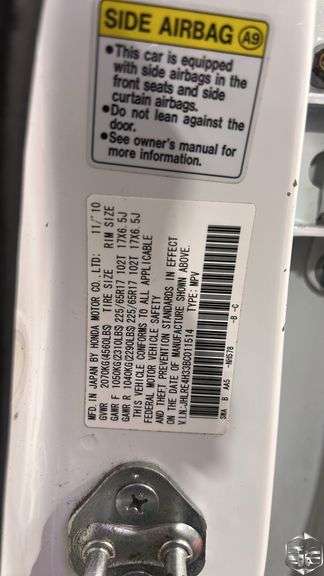 SIDE AIRBAG A9
•This car is equipped
with side airbags in the
front seats and side
curtain airbags.
•Do not lean against the
door.
•See owner's manual for
more information.
MFD. IN JAPAN BY HONDA MOTOR CO., LTD: 11/'10
GVWR 2070KG(4560LBS) TIRE SIZE RIM SIZE
GAWR F 1050KG(2310LBS) 225/65R17 102T 17X6.5J
GAWR R 1040KG(2290LBS) 225/65R17 102T 17X6.5J
THIS VEHICLE CONFORMS TO ALL APPLICABLE
FEDERAL MOTOR VEHICLE SAFETY
AND THEFT PREVENTION STANDARDS IN EFFECT
ON THE DATE OF MANUFACTURE SHOWN ABOVE.
V.I.N.: JHLRE4H33BC011514 TYPE: MPV
SWA B AA5 -NH578 -B -C